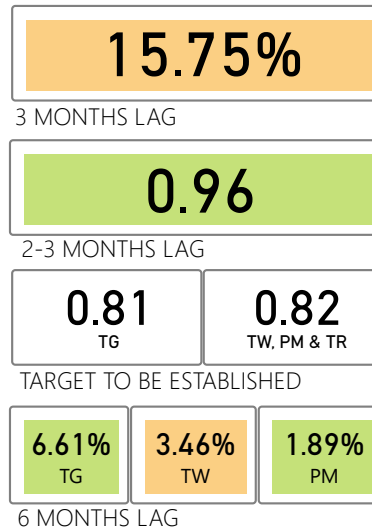 15.75%
3 MONTHS LAG
0.96
2-3 MONTHS LAG
0.81 0.82
TG TW, PM & TR
TARGET TO BE ESTABLISHED
6.61% 3.46% 1.89%
TG TW PM
6 MONTHS LAG